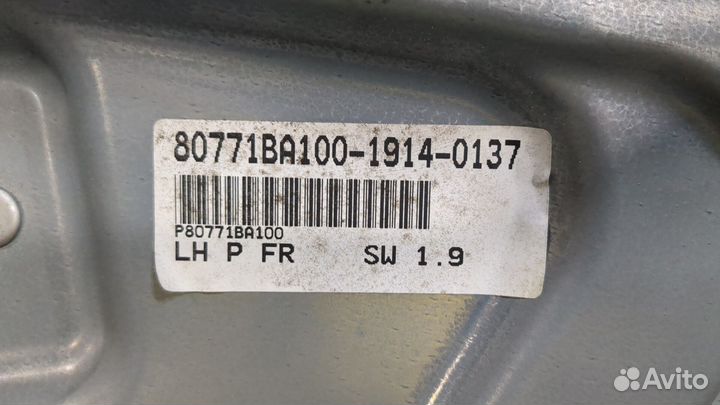 80771BA100-1914-0137
P80771BA100
LH P FR SW 1.9
Avito